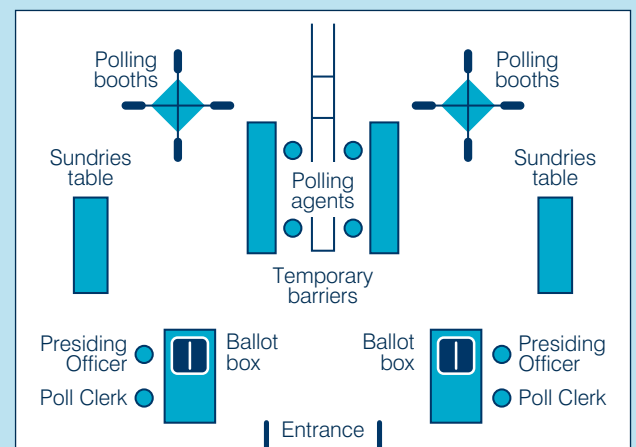 Polling
booths
Polling
booths
Sundries
table
Polling
agents
Sundries
table
Temporary
barriers
Presiding
Officer
Ballot
box
Ballot
box
Presiding
Officer
Poll Clerk
Poll Clerk
Entrance